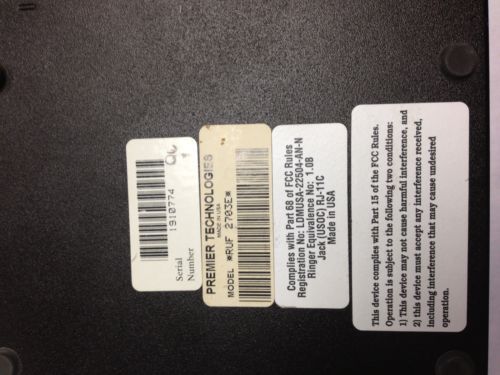 This device complies with Part 15 of the FCC Rules.
Operation is subject to the following two conditions:
1) This device may not cause harmful interference, and
2) this device must accept any interference received,
including interference that may cause undesired
operation.
Complies with Part 68 of FCC Rules
Registration No: LDMUSA-22504-AN-N
Ringer Equivalence No: 1.08
Jack (USOC) RJ-11C
Made in USA
PREMIER TECHNOLOGIES
MADE IN USA
MODEL *RUF 2703E*
1910774
Serial
Number